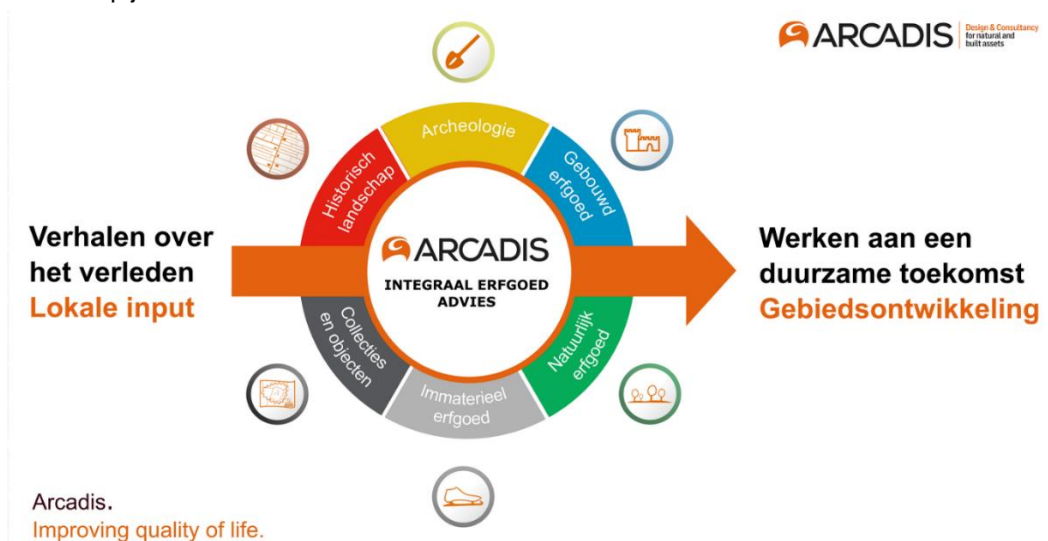 ARCADIS
Design & Consultancy
for natural and
built assets
Archeologie
Historisch
landschap
Gebouwd
erfgoed
Verhalen over
het verleden
Lokale input
ARCADIS
INTEGRAAL ERFGOED
ADVIES
Werken aan een
duurzame toekomst
Gebiedsontwikkeling
Collecties
en objecten
Natuurlijk
erfgoed
Immaterieel
erfgoed
Arcadis.
Improving quality of life.